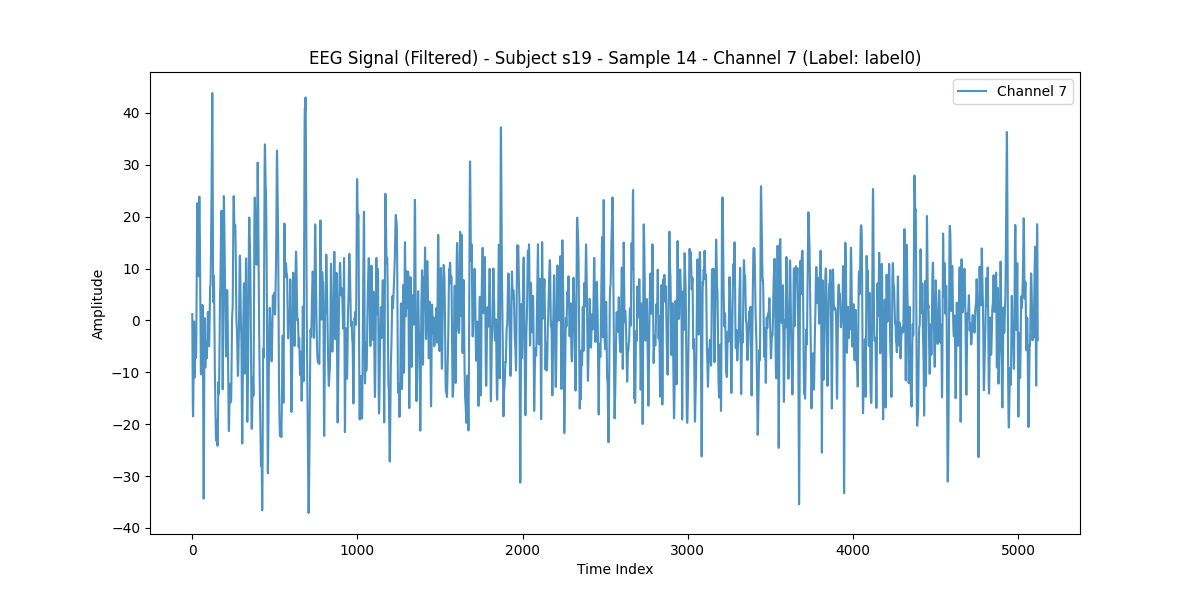 EEG Signal (Filtered) - Subject s19 - Sample 14 - Channel 7 (Label: label0)
Channel 7
Amplitude
40
30
20
10
0
−10
−20
−30
−40
0 1000 2000 3000 4000 5000
Time Index